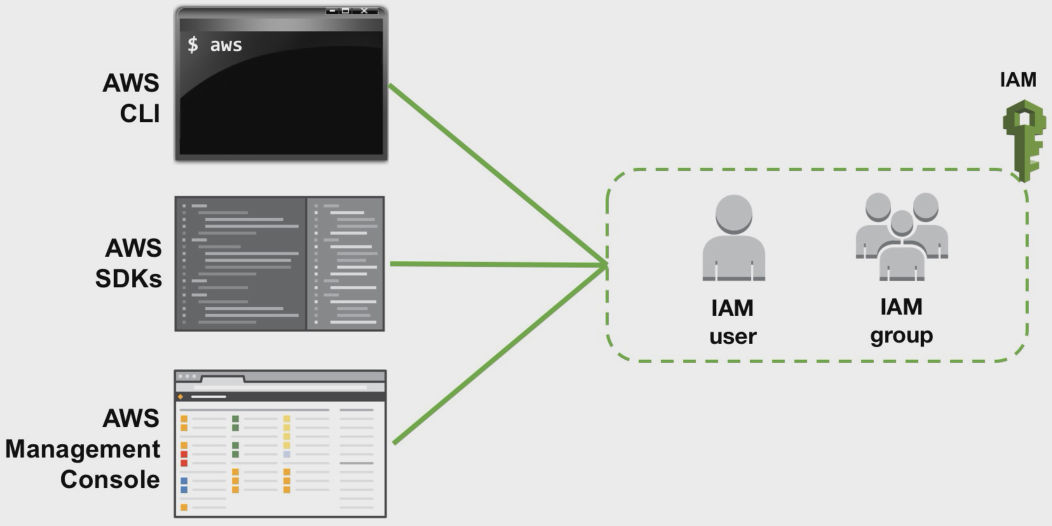 $ aws
AWS
CLI
AWS
SDKs
AWS
Management
Console
IAM
IAM
user
IAM
group